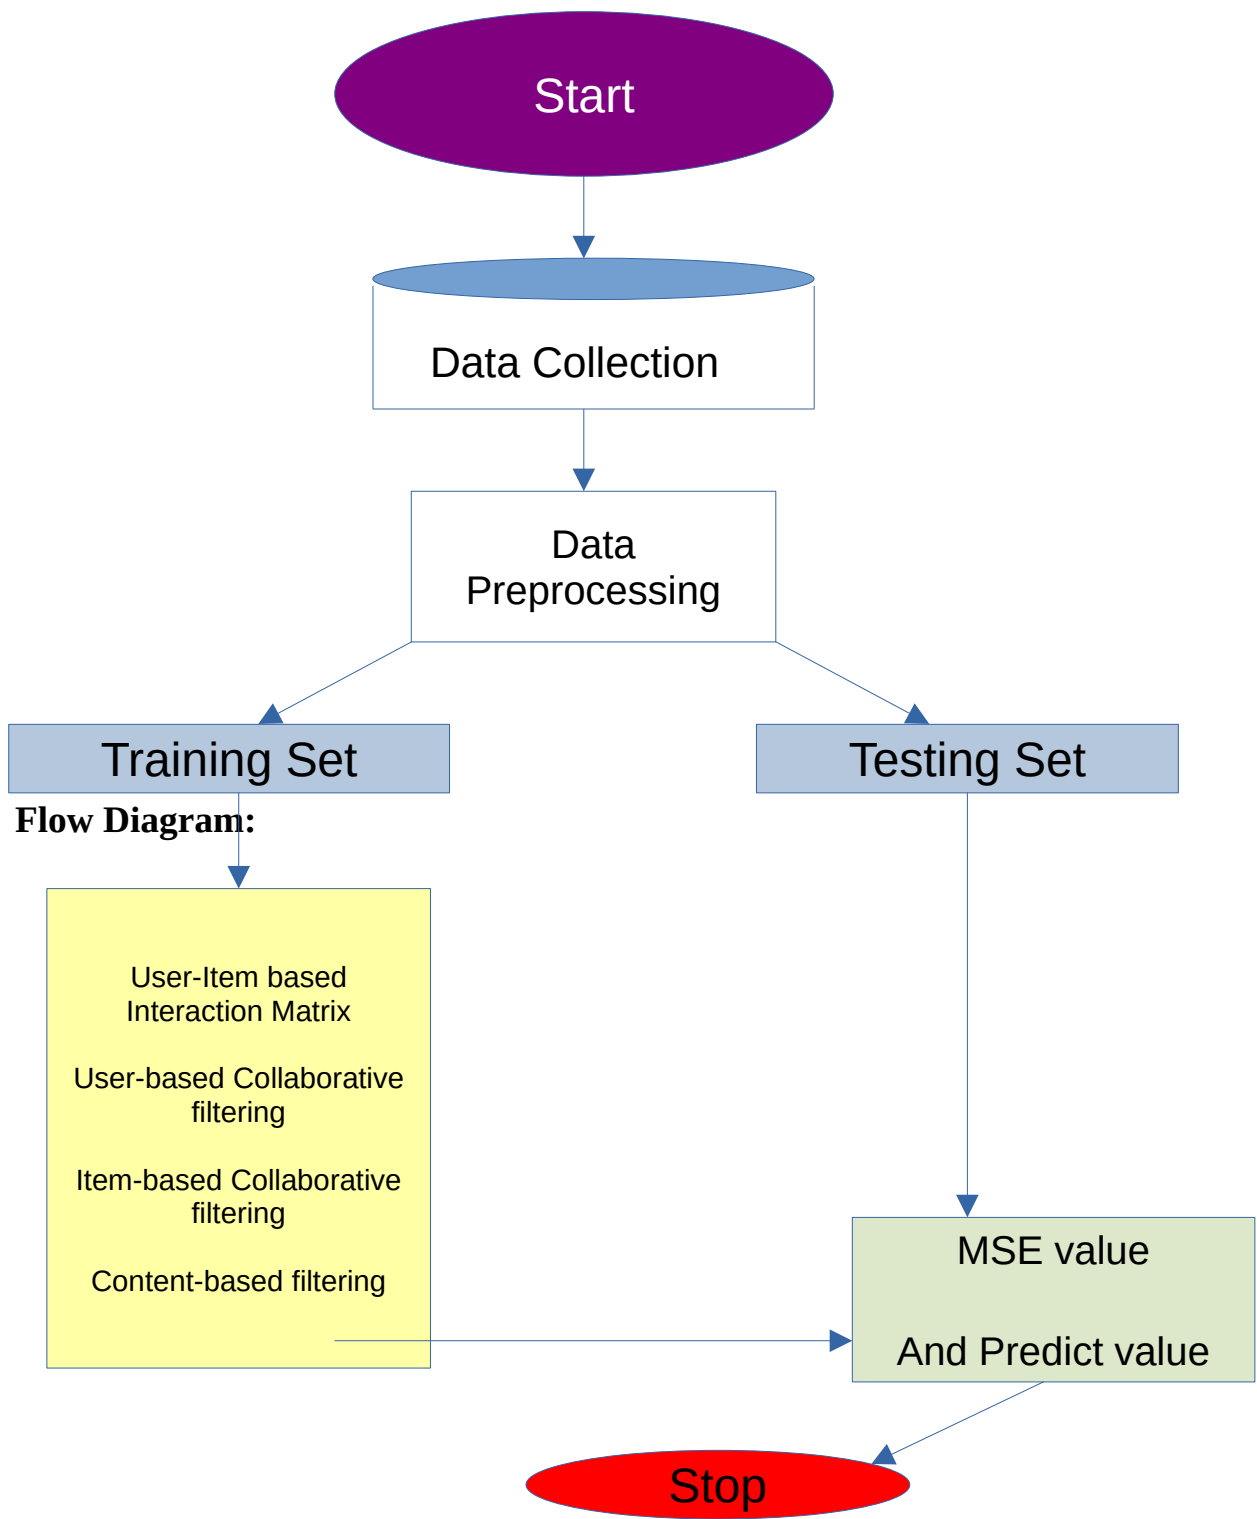 Start
Data Collection
Data
Preprocessing
Training Set
Testing Set
Flow Diagram:
User-Item based
Interaction Matrix
User-based Collaborative
filtering
Item-based Collaborative
filtering
Content-based filtering
MSE value
And Predict value
Stop